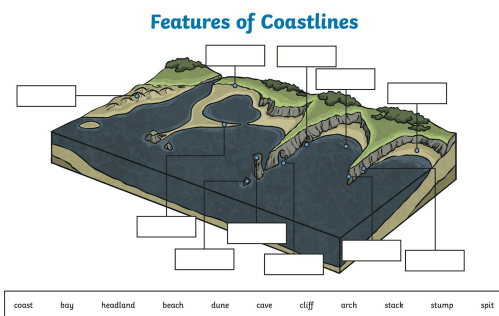 Features of Coastlines
coast bay headland beach dune cave cliff arch stack stump spit